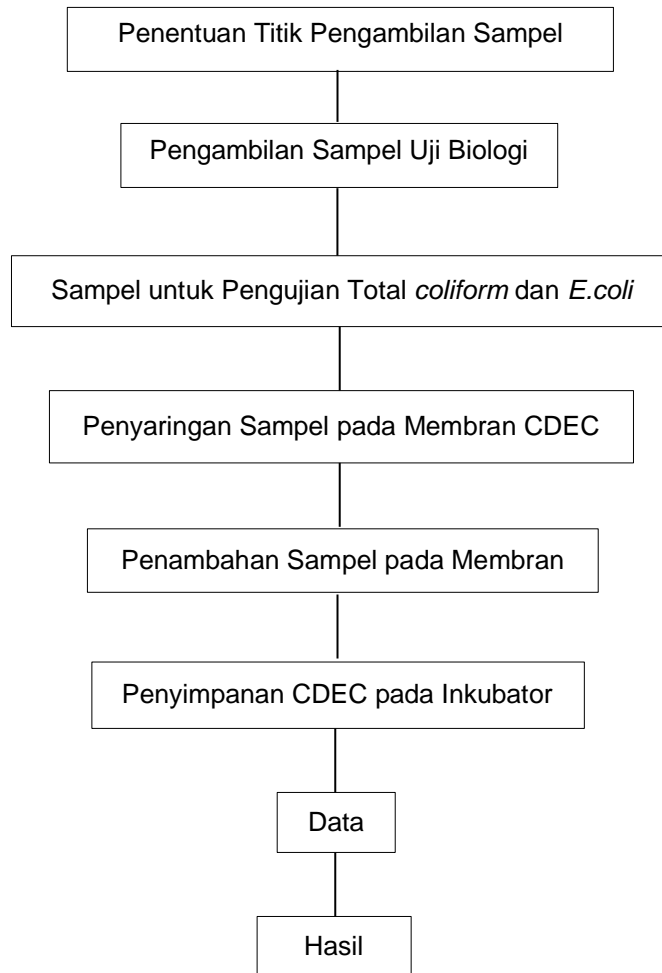 Penentuan Titik Pengambilan Sampel
Pengambilan Sampel Uji Biologi
Sampel untuk Pengujian Total coliform dan E.coli
Penyaringan Sampel pada Membran CDEC
Penambahan Sampel pada Membran
Penyimpanan CDEC pada Inkubator
Data
Hasil